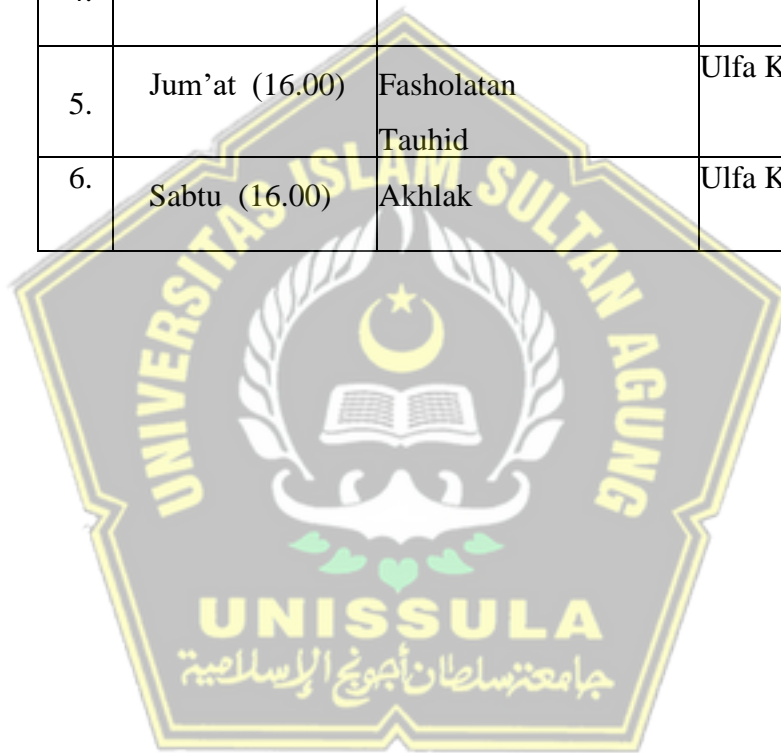 5.
Jum’at (16.00)
Fasholatan
Tauhid
Ulfa K
6.
Sabtu (16.00)
Akhlak
Ulfa K
UNIVERSITAS ISLAM SULTAN AGUNG
UNISSULA
جامعة سلطان أجونج الإسلامية